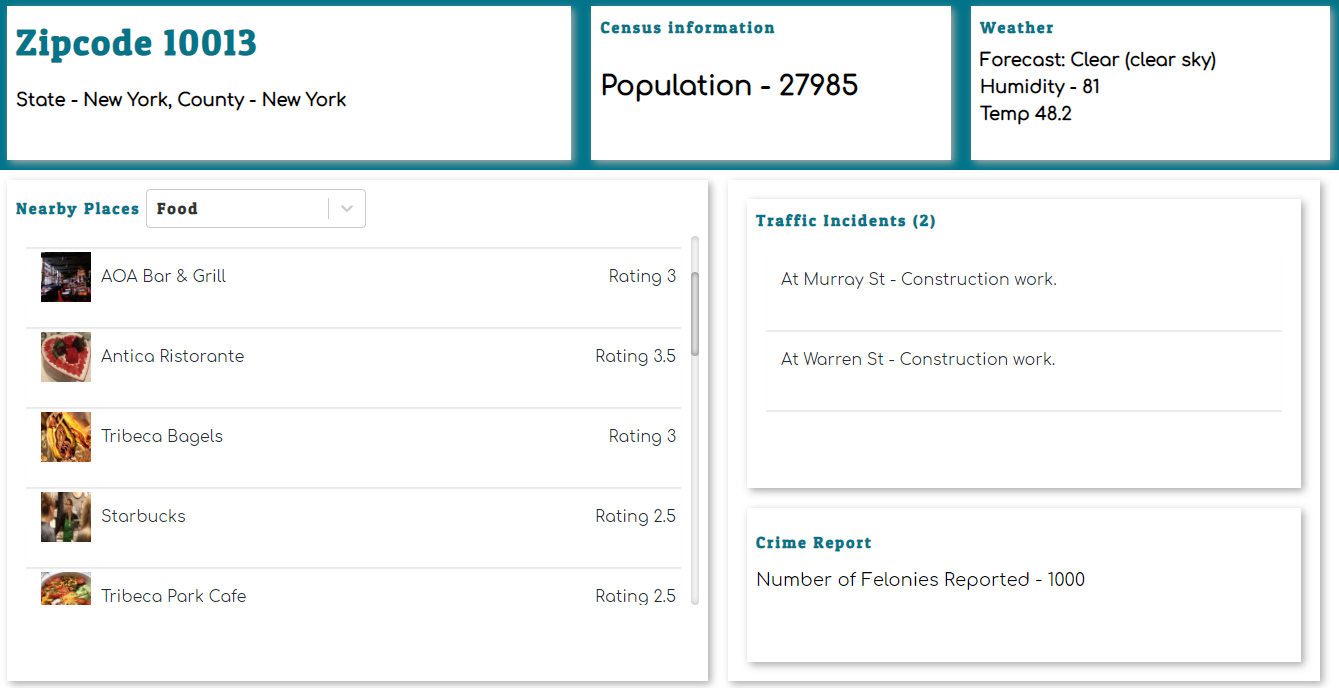 Zipcode 10013
State - New York, County - New York
Census information
Population - 27985
Weather
Forecast: Clear (clear sky)
Humidity - 81
Temp 48.2
Nearby Places Food
AOA Bar & Grill Rating 3
Antica Ristorante Rating 3.5
Tribeca Bagels Rating 3
Starbucks Rating 2.5
Tribeca Park Cafe Rating 2.5
Traffic Incidents (2)
At Murray St - Construction work.
At Warren St - Construction work.
Crime Report
Number of Felonies Reported - 1000